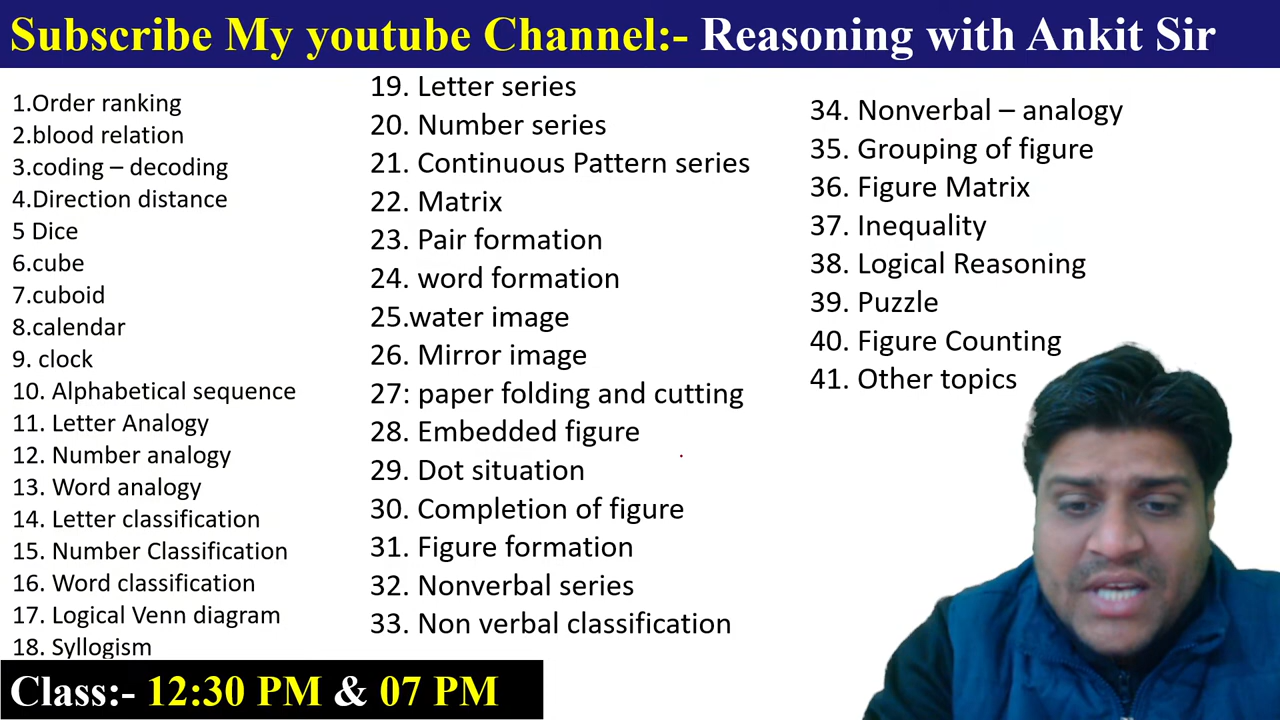 Subscribe My youtube Channel:- Reasoning with Ankit Sir
1.Order ranking
2.blood relation
3.coding – decoding
4.Direction distance
5 Dice
6.cube
7.cuboid
8.calendar
9. clock
10. Alphabetical sequence
11. Letter Analogy
12. Number analogy
13. Word analogy
14. Letter classification
15. Number Classification
16. Word classification
17. Logical Venn diagram
18. Syllogism
19. Letter series
20. Number series
21. Continuous Pattern series
22. Matrix
23. Pair formation
24. word formation
25.water image
26. Mirror image
27: paper folding and cutting
28. Embedded figure
29. Dot situation
30. Completion of figure
31. Figure formation
32. Nonverbal series
33. Non verbal classification
34. Nonverbal – analogy
35. Grouping of figure
36. Figure Matrix
37. Inequality
38. Logical Reasoning
39. Puzzle
40. Figure Counting
41. Other topics
Class:- 12:30 PM & 07 PM